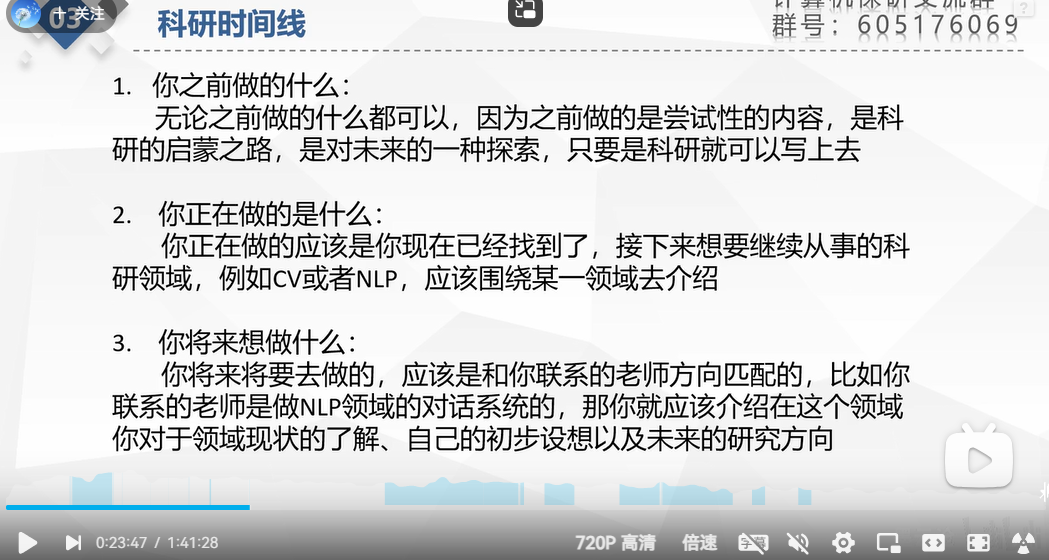 03
十 关注
科研时间线
群号：605176069
1. 你之前做的什么：
无论之前做的什么都可以，因为之前做的是尝试性的内容，是科
研的启蒙之路，是对未来的一种探索，只要是科研就可以写上去
2. 你正在做的是什么：
你正在做的应该是你现在已经找到了，接下来想要继续从事的科
研领域，例如CV或者NLP，应该围绕某一领域去介绍
3. 你将来想做什么：
你将来将要去做的，应该是和你联系的老师方向匹配的，比如你
联系的老师是做NLP领域的对话系统的，那你就应该介绍在这个领域
你对于领域现状的了解、自己的初步设想以及未来的研究方向
0:23:47 / 1:41:28
720P 高清
倍速
字幕